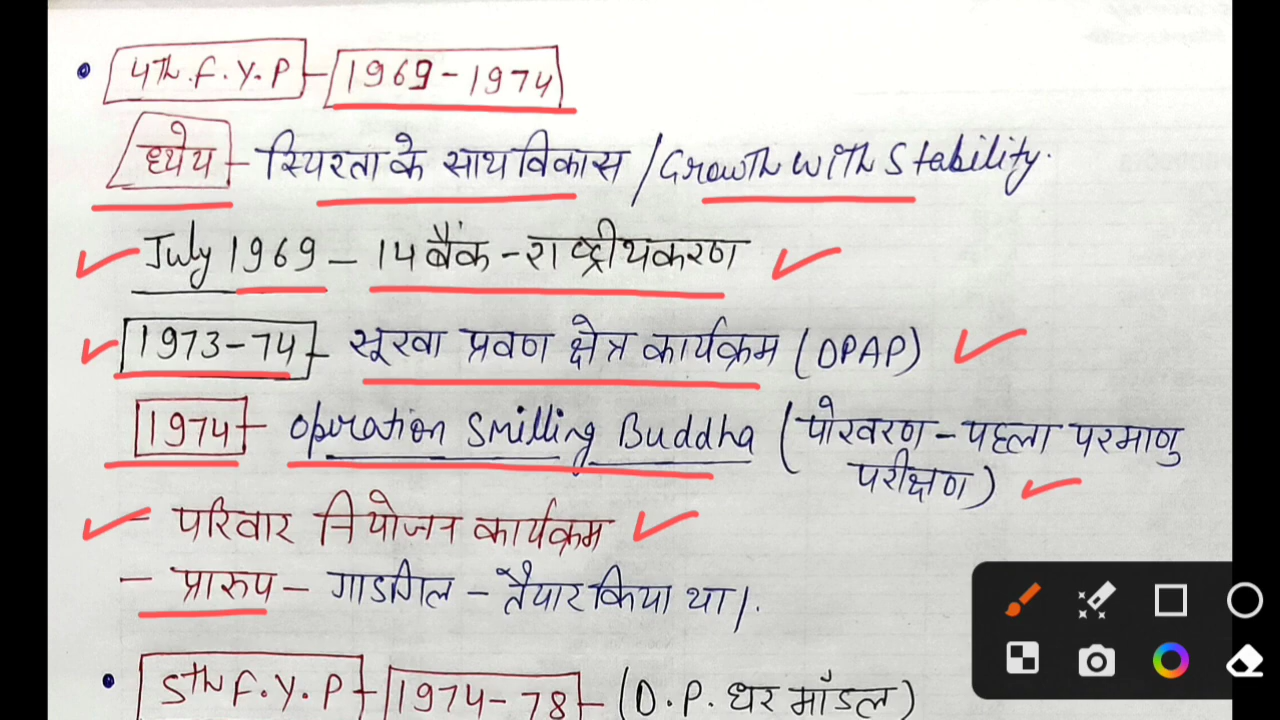 4Th. F. Y. P - 1969 - 1974
ध्येय - स्थिरता के साथ विकास / Growth with Stability.
July 1969 - 14 बैंक - राष्ट्रीयकरण
1973-74 - सूखा प्रवण क्षेत्र कार्यक्रम (DPAP)
1974 - Operation Smilling Buddha (पोखरण - पहला परमाणु
परीक्षण)
- परिवार नियोजन कार्यक्रम
- प्रारुप - गाडगिल - तैयार किया था।.
5th F. Y. P - 1974-78 - (D. P. धर मॉडल)